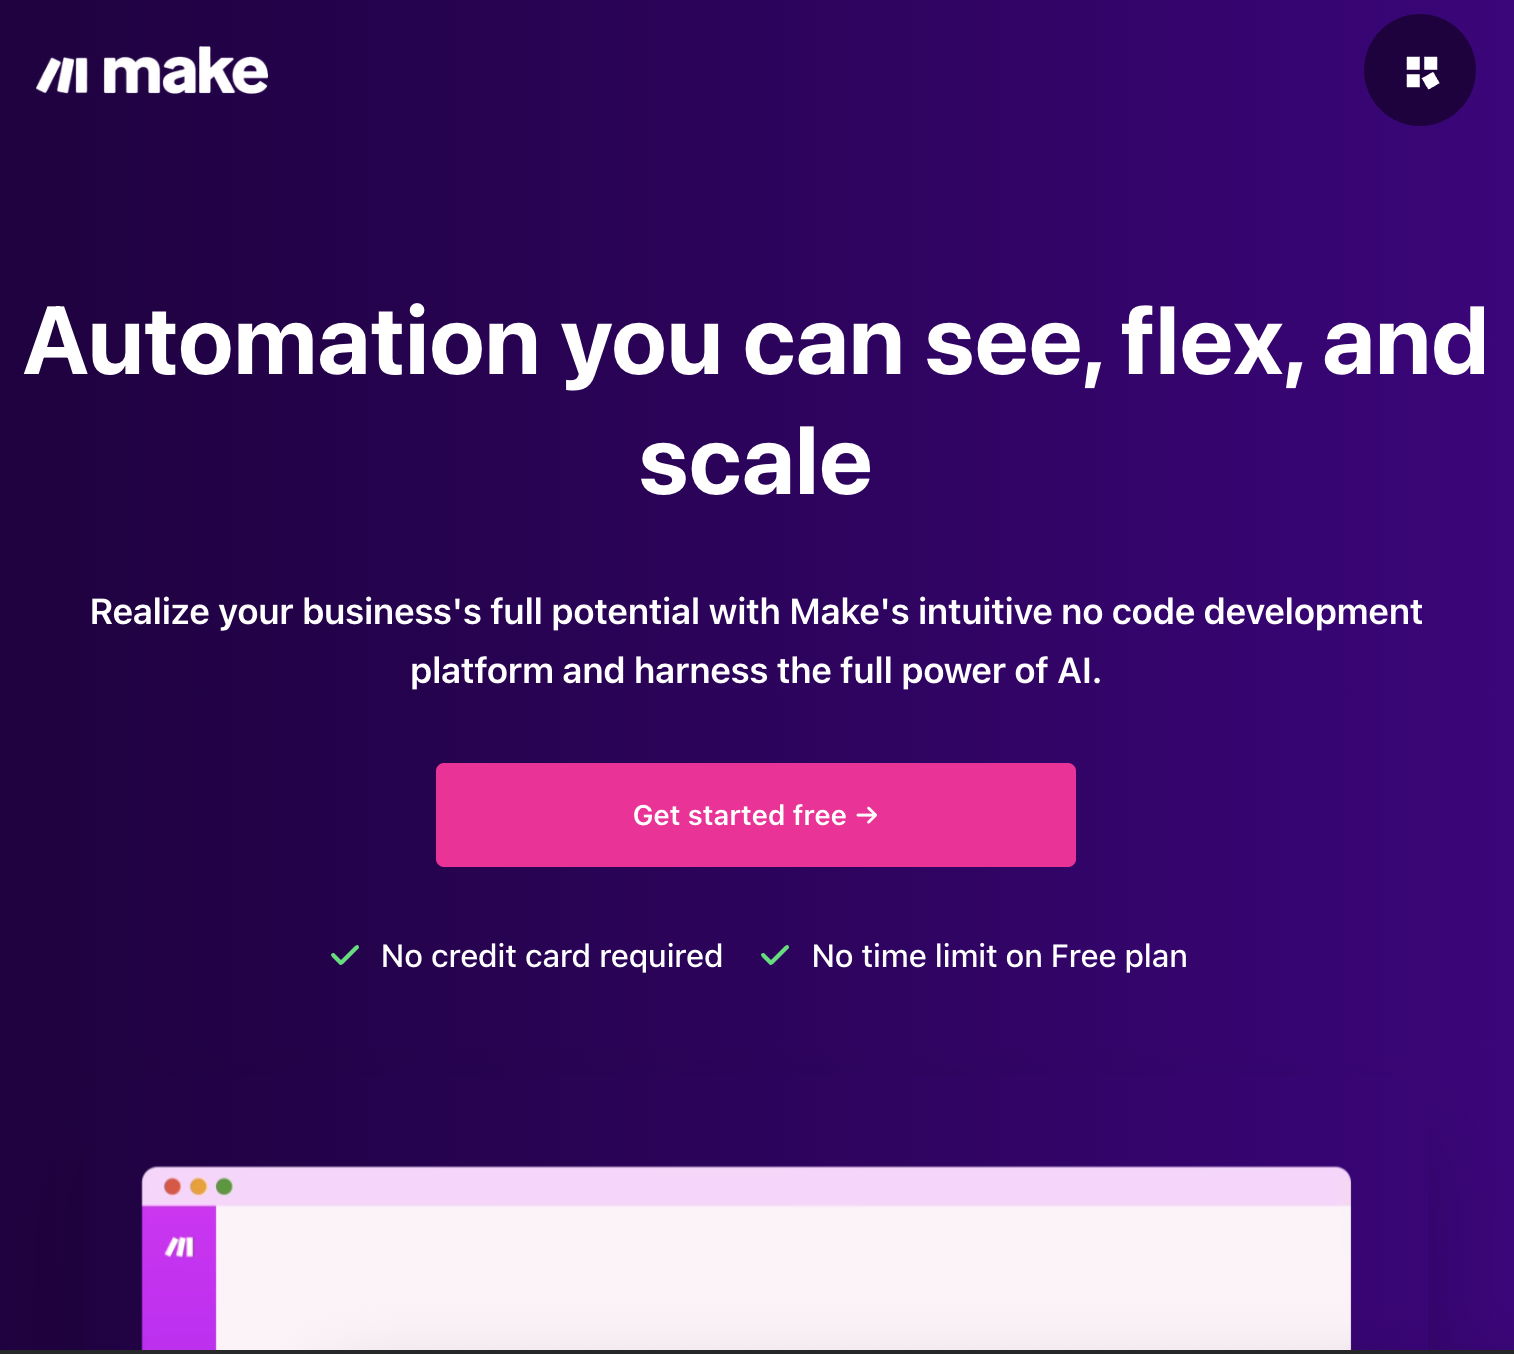 make
Automation you can see, flex, and
scale
Realize your business's full potential with Make's intuitive no code development
platform and harness the full power of AI.
Get started free →
No credit card required
No time limit on Free plan